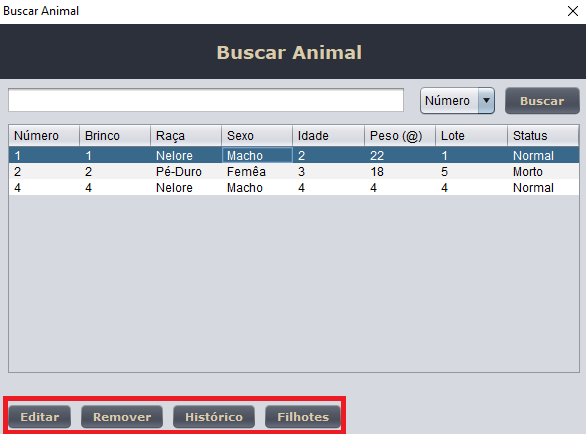 Buscar Animal
Buscar Animal
Número Buscar
Número Brinco Raça Sexo Idade Peso (@) Lote Status
1 1 Nelore Macho 2 22 1 Normal
2 2 Pé-Duro Femêa 3 18 5 Morto
4 4 Nelore Macho 4 4 4 Normal
Editar Remover Histórico Filhotes